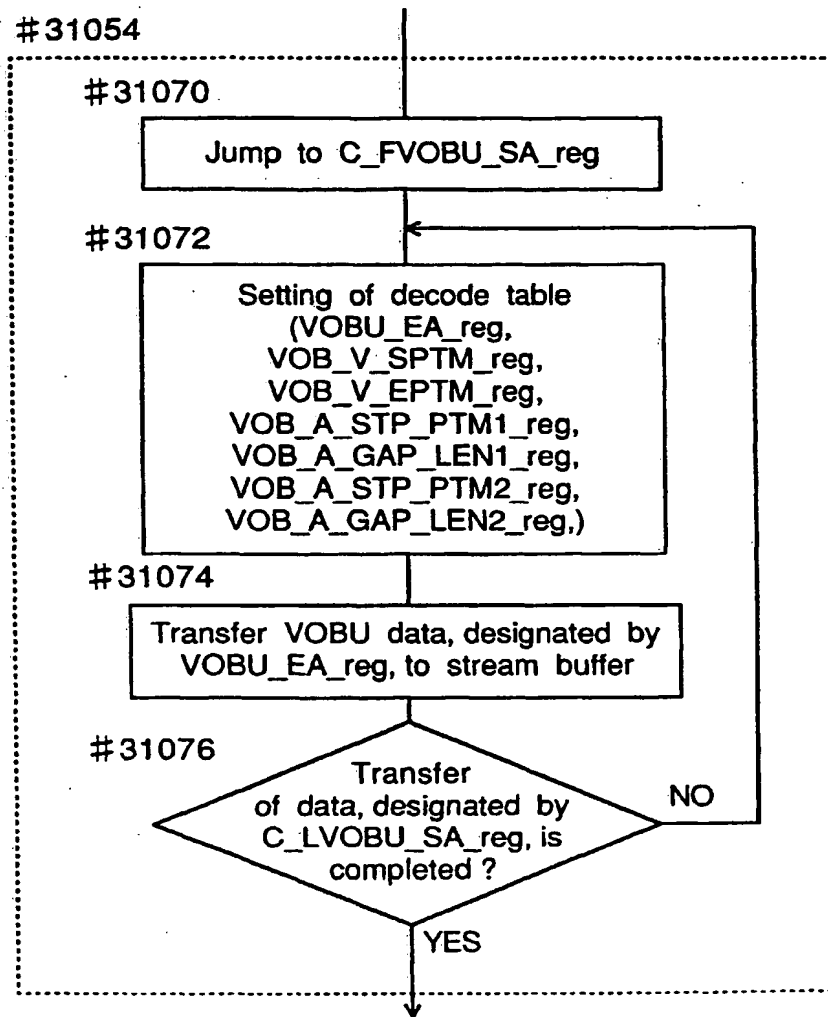 #31054
#31070
Jump to C_FVOBU_SA_reg
#31072
Setting of decode table
(VOBU_EA_reg,
VOB_V_SPTM_reg,
VOB_V_EPTM_reg,
VOB_A_STP_PTM1_reg,
VOB_A_GAP_LEN1_reg,
VOB_A_STP_PTM2_reg,
VOB_A_GAP_LEN2_reg,)
#31074
Transfer VOBU data, designated by
VOBU_EA_reg, to stream buffer
#31076
Transfer
of data, designated by
C_LVOBU_SA_reg, is
completed ?
NO
YES